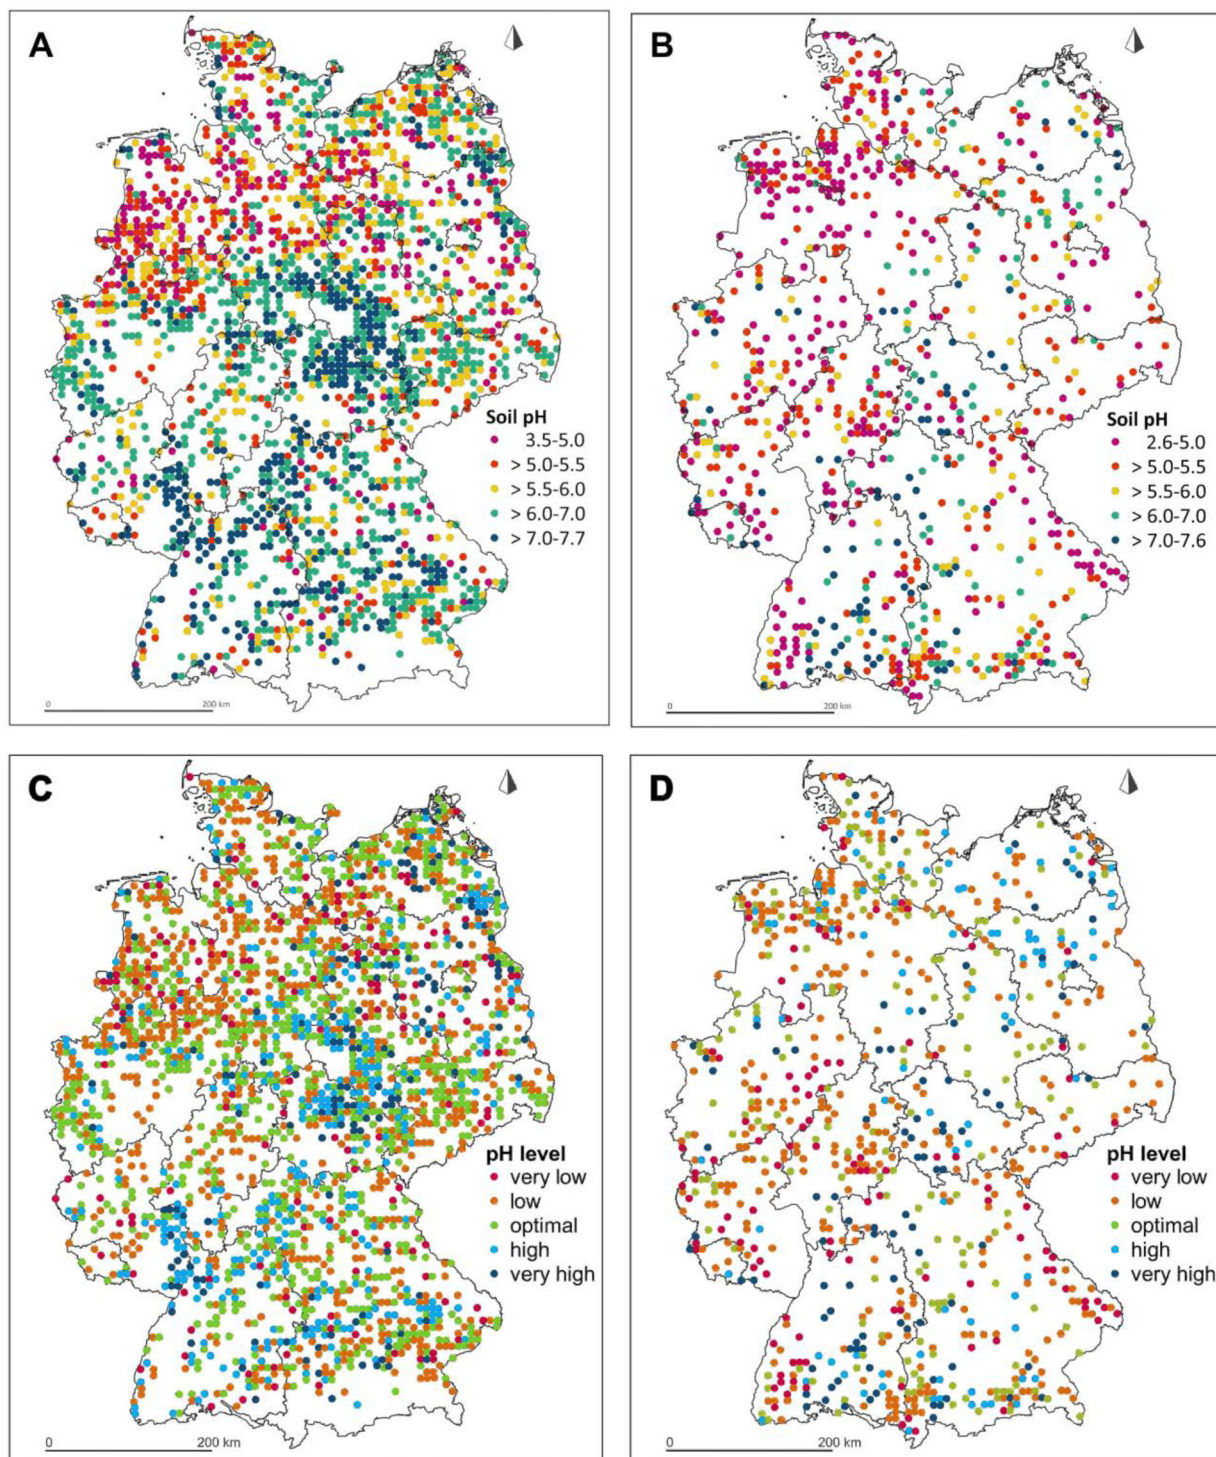 A
Soil pH
3.5-5.0
> 5.0-5.5
> 5.5-6.0
> 6.0-7.0
> 7.0-7.7
0
200 km
B
Soil pH
2.6-5.0
> 5.0-5.5
> 5.5-6.0
> 6.0-7.0
> 7.0-7.6
0
200 km
C
pH level
very low
low
optimal
high
very high
0
200 km
D
pH level
very low
low
optimal
high
very high
0
200 km